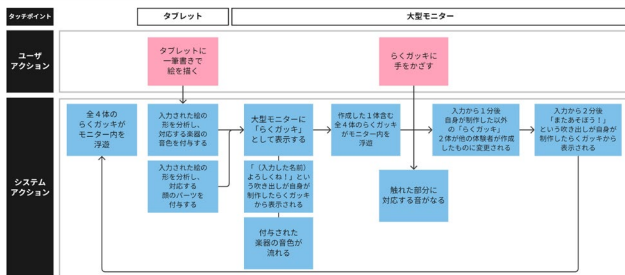 タッチポイント
タブレット
大型モニター
ユーザ
アクション
タブレットに
一筆書きで
絵を描く
らくガッキに
手をかざす
システム
アクション
全4体の
らくガッキが
モニター内を
浮遊
入力された絵の
形を分析し、
対応する楽器の
音色を付与する
入力された絵の
形を分析し、
対応する
顔のパーツを
付与する
大型モニターに
「らくガッキ」
として表示する
「（入力した名前）
よろしくね！」とい
う吹き出しが自身が
制作したらくガッキ
から表示される
付与された
楽器の音色が
流れる
作成した1体含む
全4体のらくガッキ
がモニター内を
浮遊
触れた部分に
対応する音がなる
入力から1分後
自身が制作した以外
の「らくガッキ」
2体が他の体験者が作成
したものに変更される
入力から2分後
「またあそぼう！」
という吹き出しが自身が
制作したらくガッキから
表示される